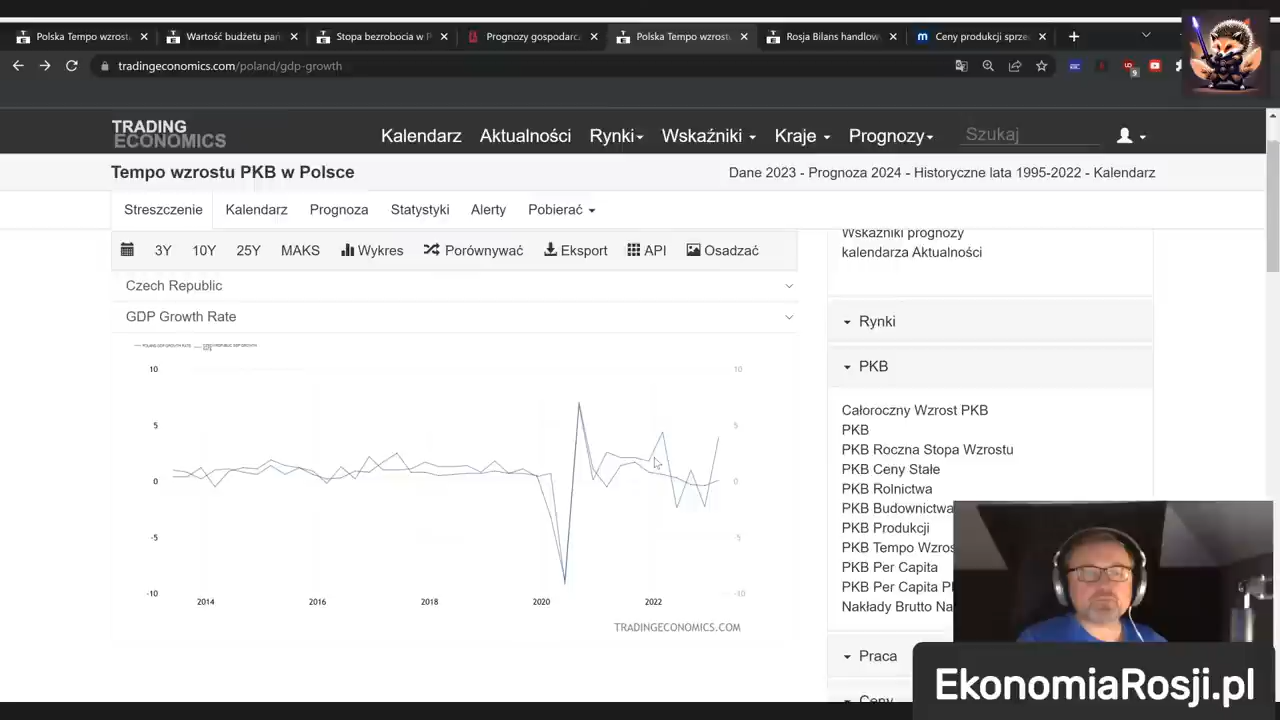 Polska Tempo wzrost
Wartość budżetu pań
Stopa bezrobocia w P
Prognozy gospodarcz
Polska Tempo wzrost
Rosja Bilans handlow
Ceny produkcji sprze
tradingeconomics.com/poland/gdp-growth
9
TRADING
ECONOMICS
Kalendarz Aktualności Rynki Wskaźniki Kraje Prognozy Szukaj
Tempo wzrostu PKB w Polsce
Dane 2023 - Prognoza 2024 - Historyczne lata 1995-2022 - Kalendarz
Streszczenie Kalendarz Prognoza Statystyki Alerty Pobierać
3Y 10Y 25Y MAKS Wykres Porównywać Eksport API Osadzać
Czech Republic
GDP Growth Rate
10
5
0
-5
-10
10
5
0
-5
-10
2014 2016 2018 2020 2022
TRADINGECONOMICS.COM
Wskaźniki prognozy
kalendarza Aktualności
Rynki
PKB
Całoroczny Wzrost PKB
PKB
PKB Roczna Stopa Wzrostu
PKB Ceny Stałe
PKB Rolnictwa
PKB Budownictwa
PKB Produkcji
PKB Tempo Wzros
PKB Per Capita
PKB Per Capita P
Nakłady Brutto Na
Praca
Ceny
EkonomiaRosji.pl